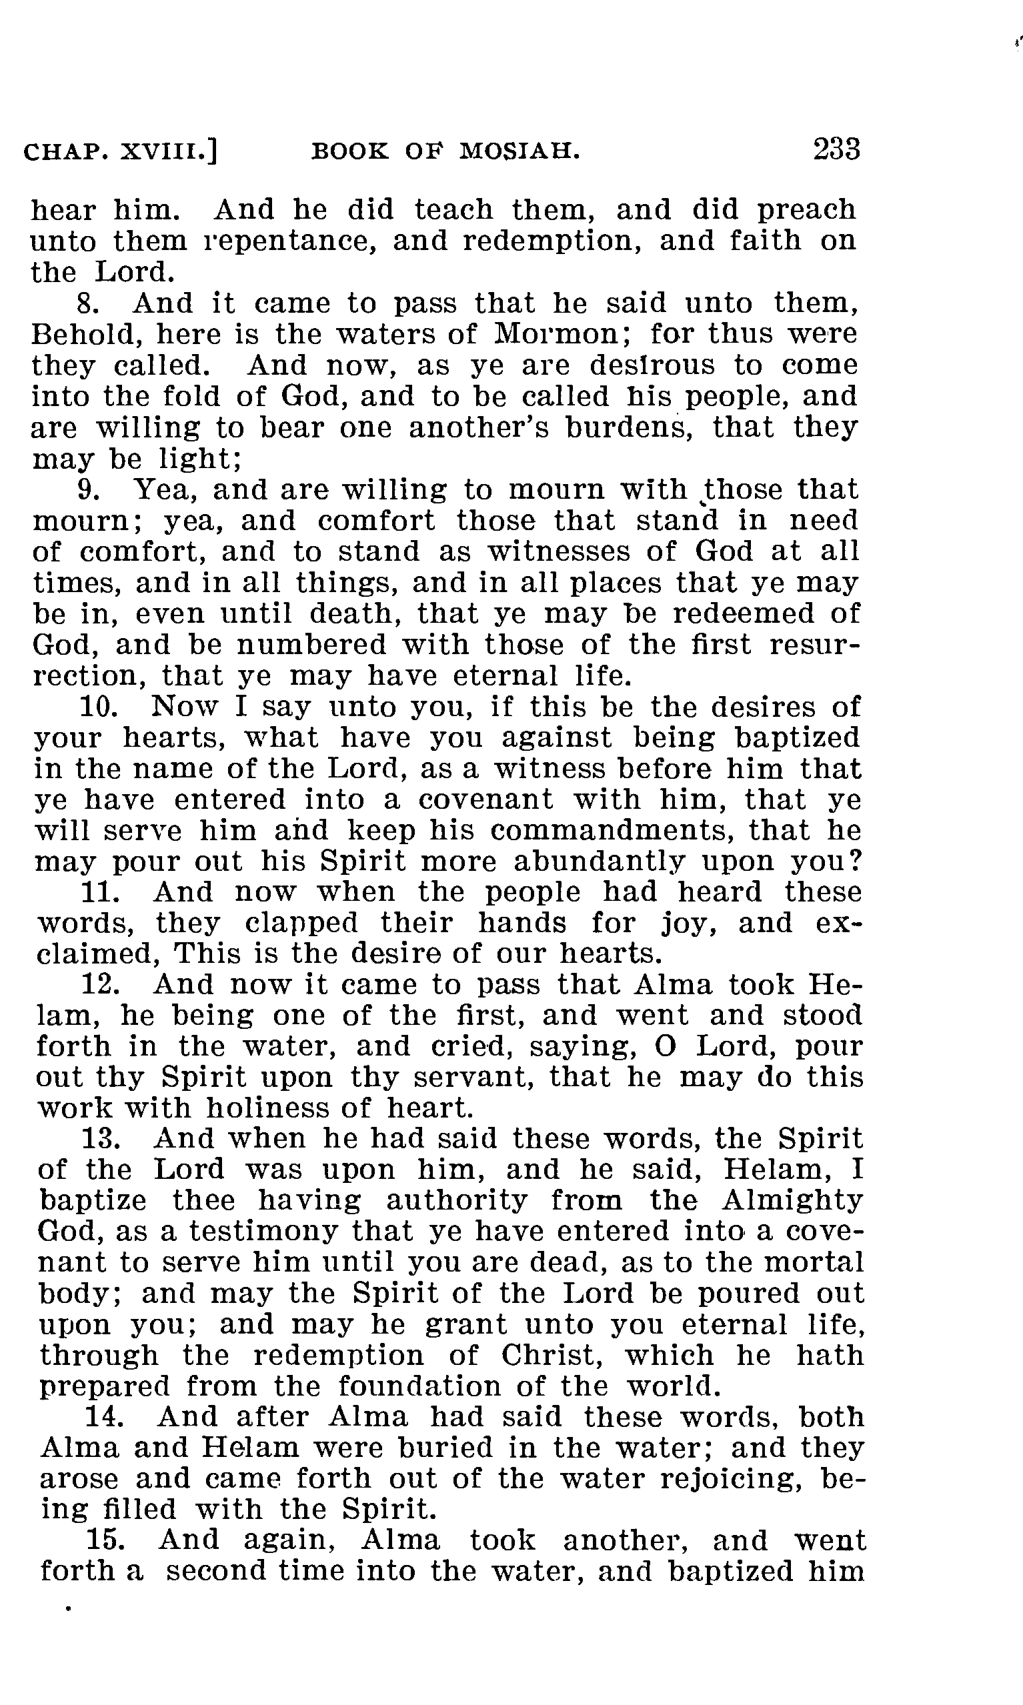 CHAP. XVIII.] BOOK OF MOSIAH. 233
hear him. And he did teach them, and did preach
unto them repentance, and redemption, and faith on
the Lord.
8. And it came to pass that he said unto them,
Behold, here is the waters of Mormon; for thus were
they called. And now, as ye are desirous to come
into the fold of God, and to be called his people, and
are willing to bear one another's burdens, that they
may be light;
9. Yea, and are willing to mourn with those that
mourn; yea, and comfort those that stand in need
of comfort, and to stand as witnesses of God at all
times, and in all things, and in all places that ye may
be in, even until death, that ye may be redeemed of
God, and be numbered with those of the first resur-
rection, that ye may have eternal life.
10. Now I say unto you, if this be the desires of
your hearts, what have you against being baptized
in the name of the Lord, as a witness before him that
ye have entered into a covenant with him, that ye
will serve him and keep his commandments, that he
may pour out his Spirit more abundantly upon you?
11. And now when the people had heard these
words, they clapped their hands for joy, and ex-
claimed, This is the desire of our hearts.
12. And now it came to pass that Alma took He-
lam, he being one of the first, and went and stood
forth in the water, and cried, saying, O Lord, pour
out thy Spirit upon thy servant, that he may do this
work with holiness of heart.
13. And when he had said these words, the Spirit
of the Lord was upon him, and he said, Helam, I
baptize thee having authority from the Almighty
God, as a testimony that ye have entered into a cove-
nant to serve him until you are dead, as to the mortal
body; and may the Spirit of the Lord be poured out
upon you; and may he grant unto you eternal life,
through the redemption of Christ, which he hath
prepared from the foundation of the world.
14. And after Alma had said these words, both
Alma and Helam were buried in the water; and they
arose and came forth out of the water rejoicing, be-
ing filled with the Spirit.
15. And again, Alma took another, and went
forth a second time into the water, and baptized him